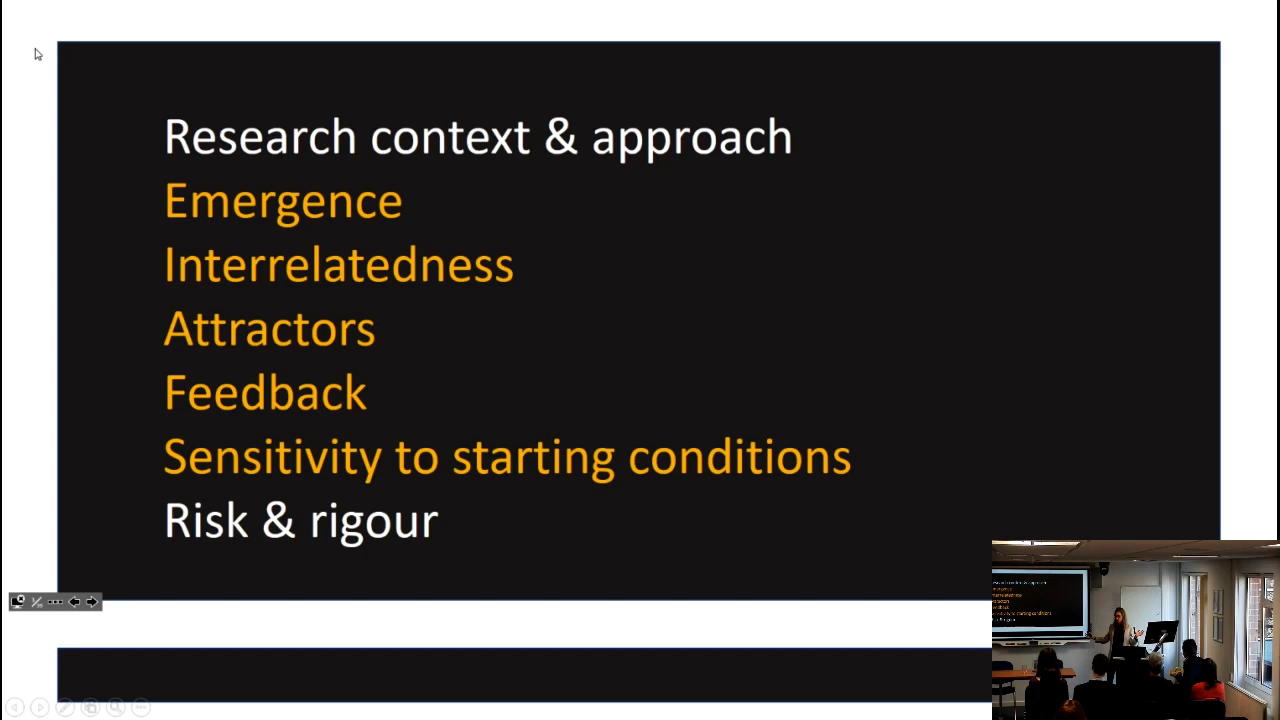 Research context & approach
Emergence
Interrelatedness
Attractors
Feedback
Sensitivity to starting conditions
Risk & rigour